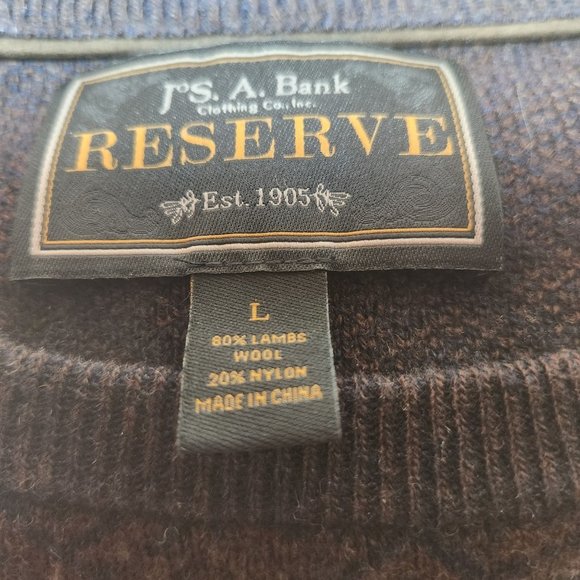 JoS. A. Bank
Clothing Co., Inc.
RESERVE
Est. 1905
L
80% LAMBS
WOOL
20% NYLON
MADE IN CHINA